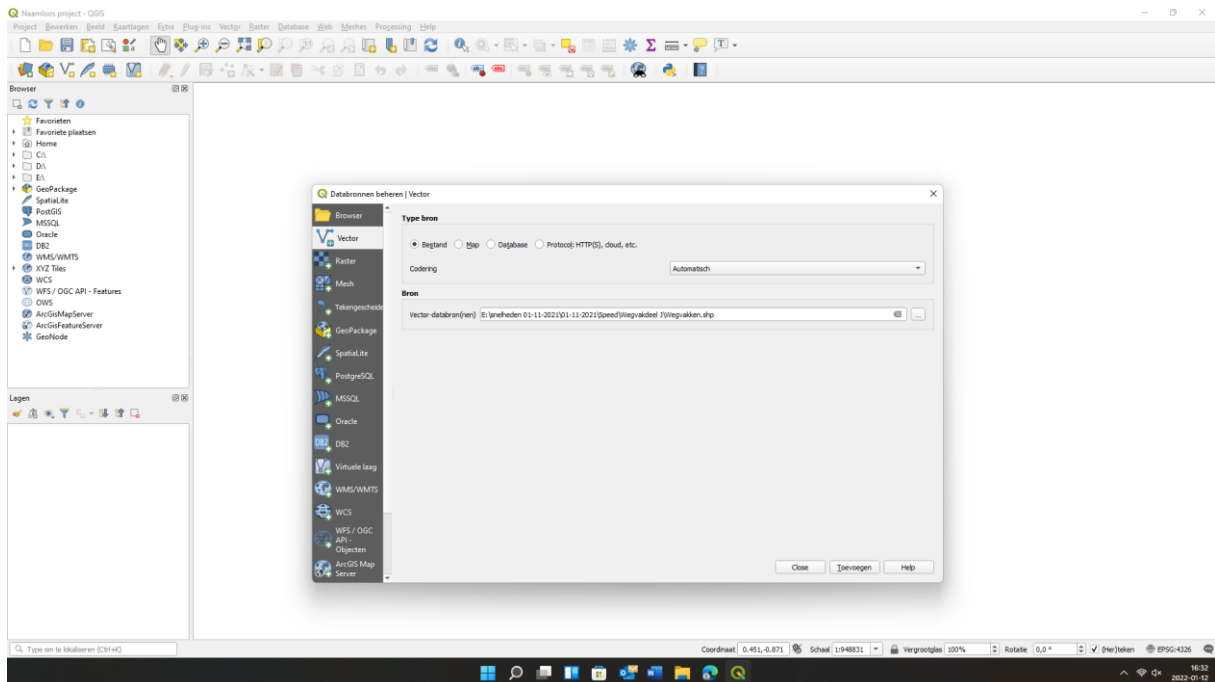 Naamloos project - QGIS
Project Bewerken Beeld Kaartlagen Extra Plug-ins Vector Raster Database Web Meshes Processing Help
Browser
Favorieten
Favoriete plaatsen
Home
C:\
D:\
E:\
GeoPackage
SpatiaLite
PostGIS
MSSQL
Oracle
DB2
WMS/WMTS
XYZ Tiles
WCS
WFS / OGC API - Features
OWS
ArcGisMapServer
ArcGisFeatureServer
GeoNode
Lagen
Databronnen beheren | Vector
Browser
Vector
Raster
Mesh
Tekengescheide
GeoPackage
SpatiaLite
PostgreSQL
MSSQL
Oracle
DB2
Virtuele laag
WMS/WMTS
WCS
WFS / OGC
API -
Objecten
ArcGIS Map
Server
Type bron
Bestand Map Database Protocol: HTTP(S), cloud, etc.
Codering Automatisch
Bron
Vector-databron(nen) E:\snelheden 01-11-2021\01-11-2021\Speed\Wegvakdeel J\Wegvakken.shp
Close Toevoegen Help
Type om te lokaliseren (Ctrl+K) Coordinaat 0.451,-0.871 Schaal 1:948831 Vergrootglas 100% Rotatie 0,0 ° (Her)teken EPSG:4326
16:32
2022-01-12